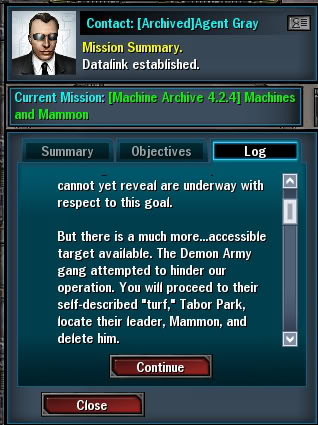 Contact: [Archived]Agent Gray
Mission Summary.
Datalink established.
Current Mission: [Machine Archive 4.2.4] Machines
and Mammon
Summary
Objectives
Log
cannot yet reveal are underway with
respect to this goal.
But there is a much more...accessible
target available. The Demon Army
gang attempted to hinder our
operation. You will proceed to their
self-described "turf," Tabor Park,
locate their leader, Mammon, and
delete him.
Continue
Close